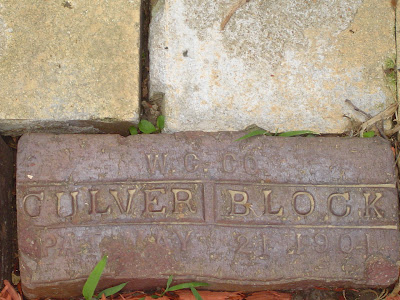 W. C. CO.
CULVER BLOCK
PAT. MAY 21 1901